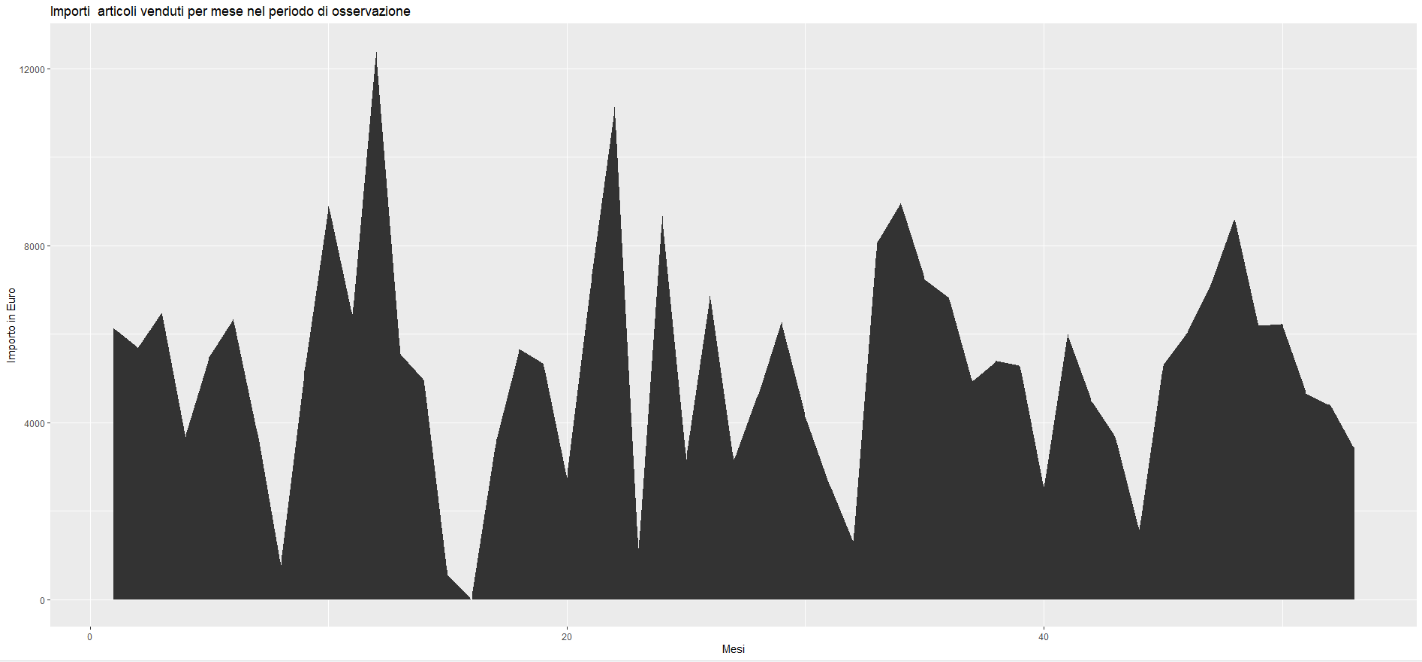 Importi  articoli venduti per mese nel periodo di osservazione
12000
8000
Importo in Euro
4000
0
0
20
40
Mesi